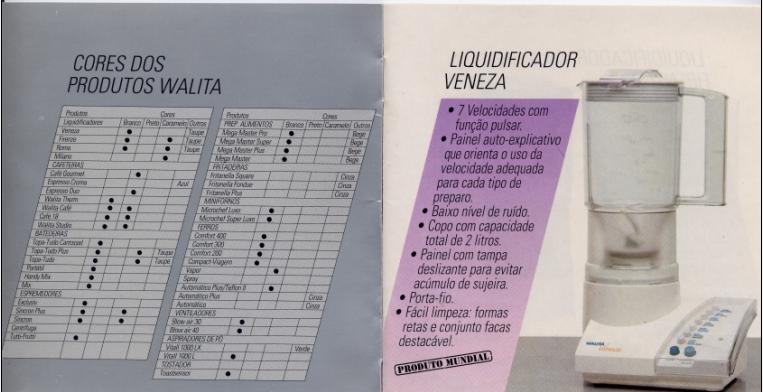 CORES DOS
PRODUTOS WALITA
Produtos Cores
Liquidificadores Branco Preto Caramelo Outros
Veneza Taupe
Firenze Taupe
Roma Taupe
Milano
CAFETEIRAS
Café Gourmet
Espresso Crema Azul
Espresso Duo
Walita Therm
Walita Café
Café 18
Walita Studio
BATEDEIRAS
Topa-Tudo Carrossel
Topa-Tudo Plus Taupe
Topa-Tudo Taupe
Portátil
Handy Mix
Mix
ESPREMEDORES
Exclusiv
Sincron Plus
Sincron
Centrifuga
Tutti-Frutti
Produtos Cores
PREP. ALIMENTOS Branco Preto Caramelo Outros
Mega Master Pro Bege
Mega Master Super Bege
Mega Master Plus Bege
Mega Master Bege
FRITADEIRAS
Fritanella Square Cinza
Fritanella Fondue Cinza
Fritanella Plus Cinza
MINIFORNOS
Microchef Luxo
Microchef Super Luxo
FERROS
Comfort 400
Comfort 300
Comfort 200
Compact-Viagem
Vapor
Spray
Automático Plus/Teflon II
Automático Plus Cinza
Automático Cinza
VENTILADORES
Blow air 30
Blow air 40
ASPIRADORES DE PÓ
Vitall 1000 LX Verde
Vitall 1000 L
TOSTADOR
Toastsensor
LIQUIDIFICADOR
VENEZA
• 7 Velocidades com
função pulsar.
• Painel auto-explicativo
que orienta o uso da
velocidade adequada
para cada tipo de
preparo.
• Baixo nível de ruído.
• Copo com capacidade
total de 2 litros.
• Painel com tampa
deslizante para evitar
acúmulo de sujeira.
• Porta-fio.
• Fácil limpeza: formas
retas e conjunto facas
destacável.
PRODUTO MUNDIAL
WALITA